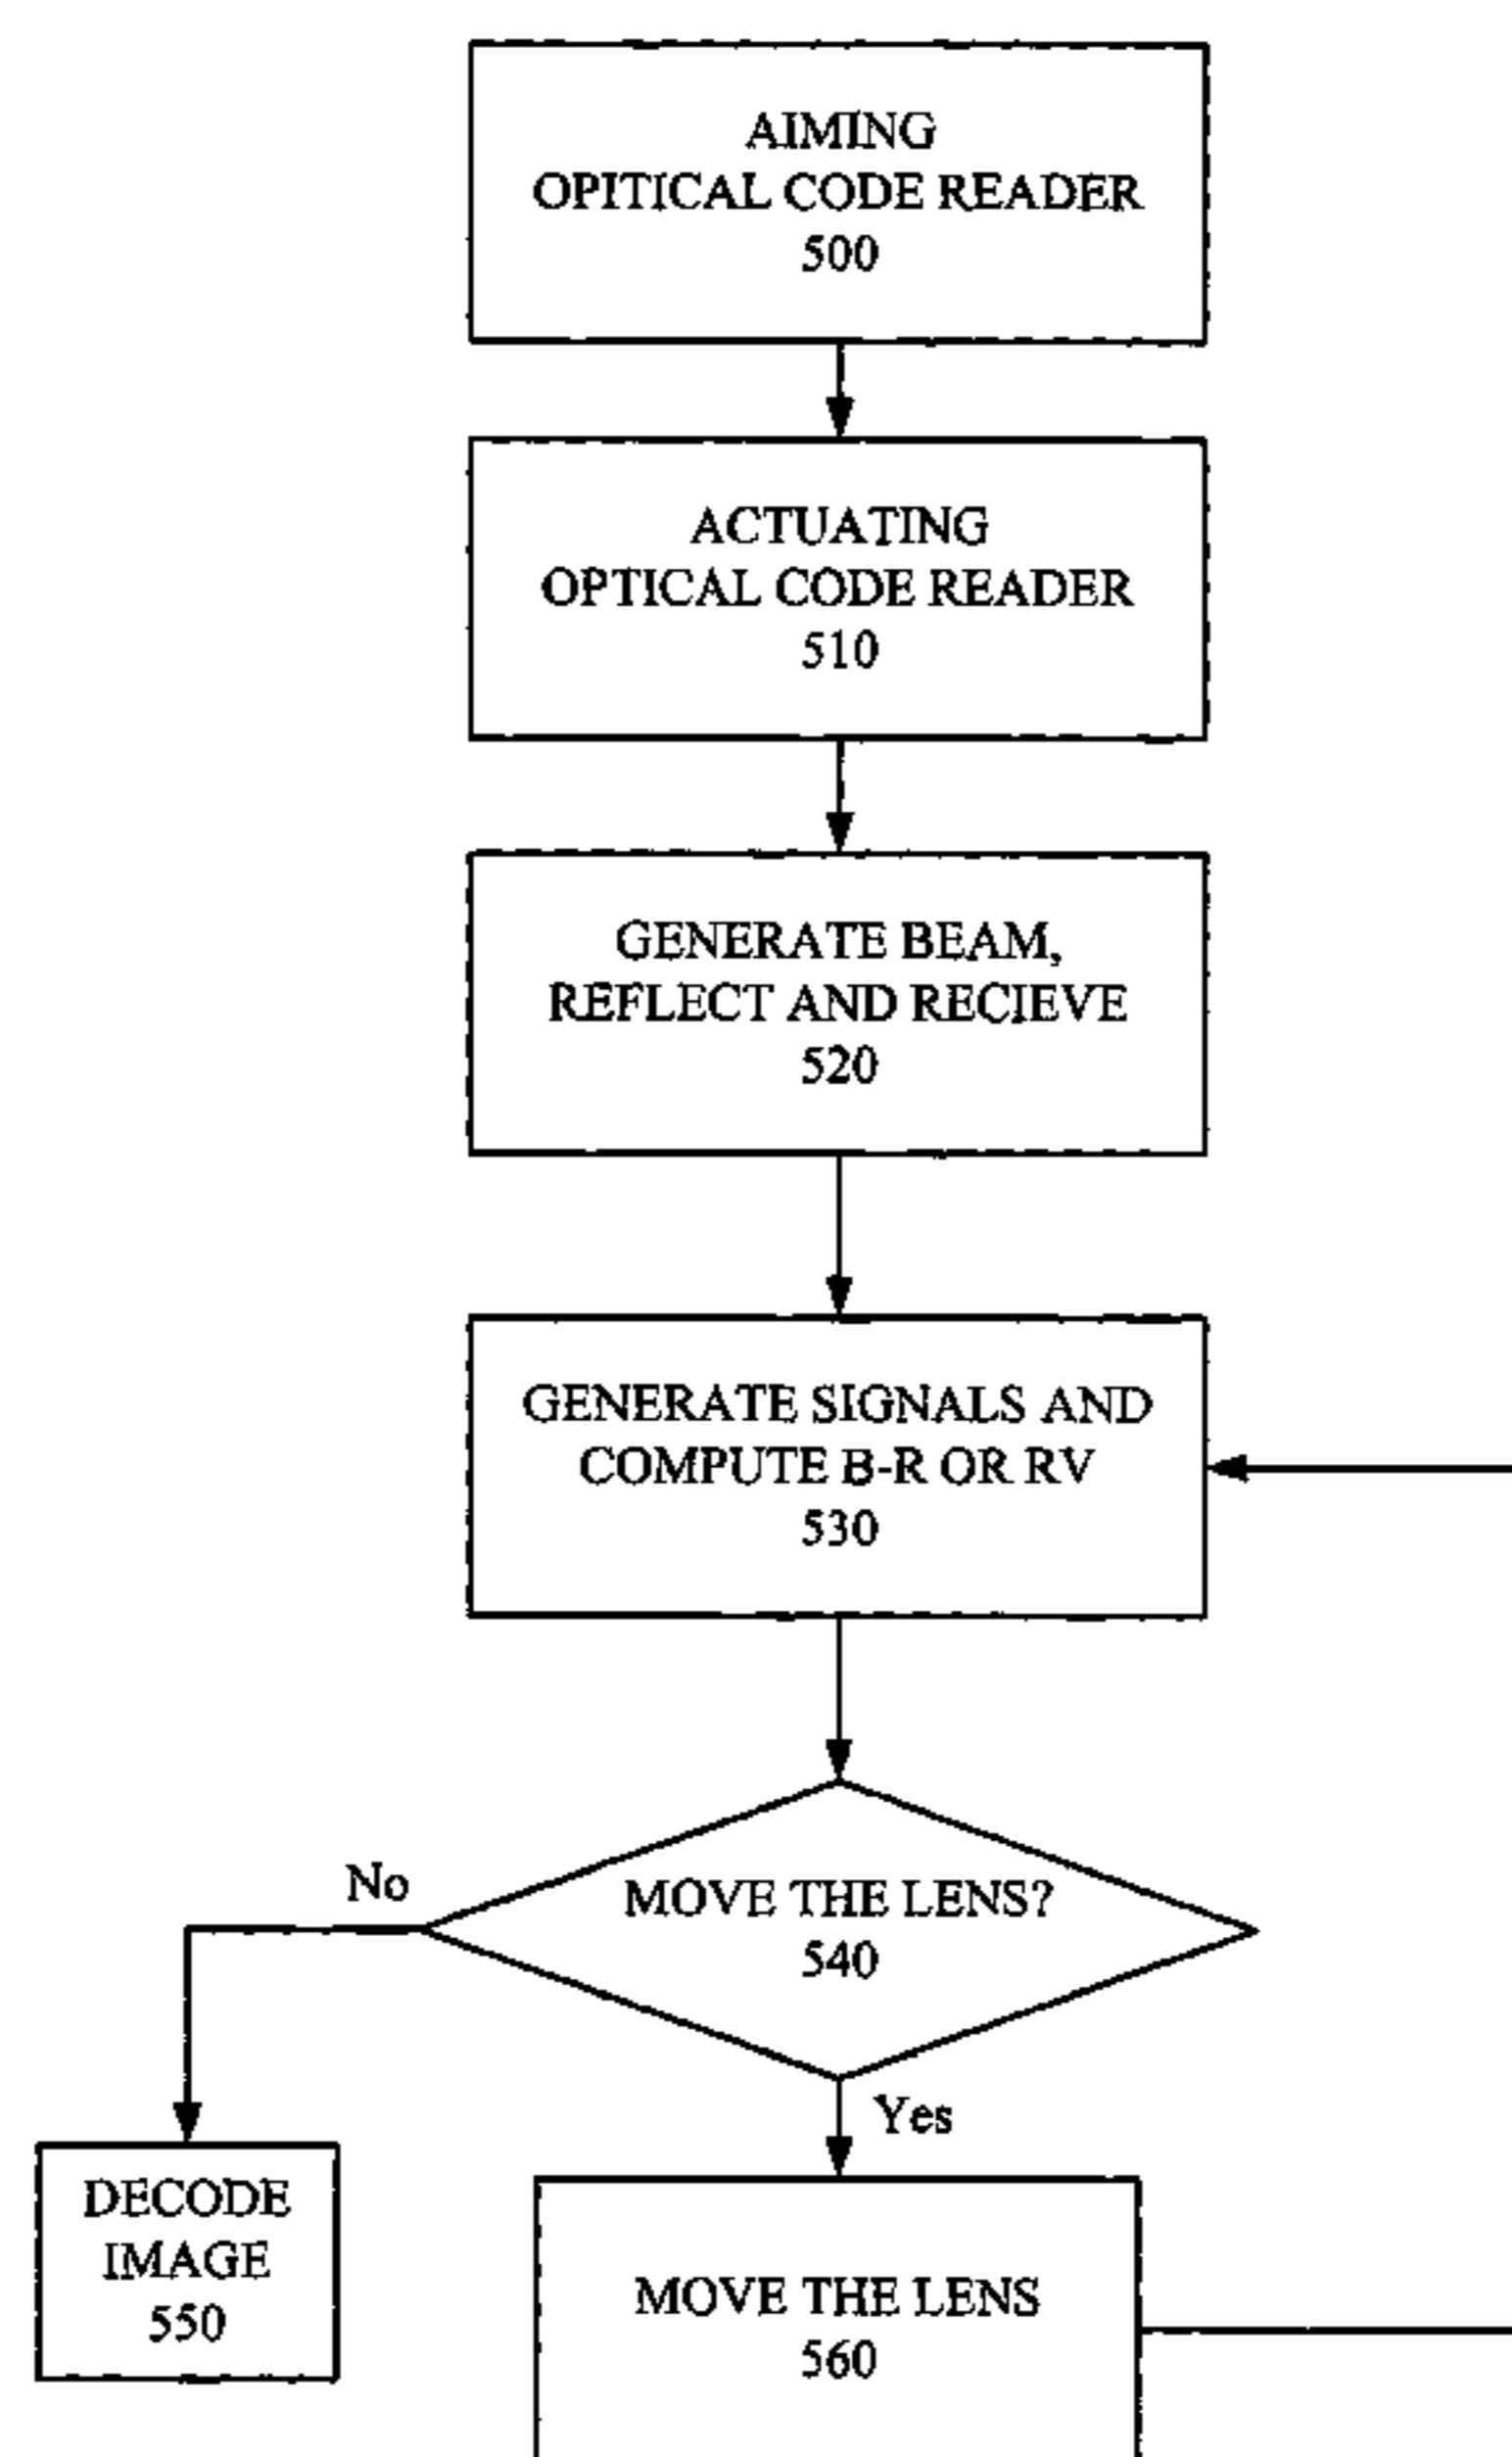 AIMING
OPITICAL CODE READER
500
ACTUATING
OPTICAL CODE READER
510
GENERATE BEAM,
REFLECT AND RECIEVE
520
GENERATE SIGNALS AND
COMPUTE B-R OR RV
530
MOVE THE LENS?
540
No
Yes
DECODE
IMAGE
550
MOVE THE LENS
560